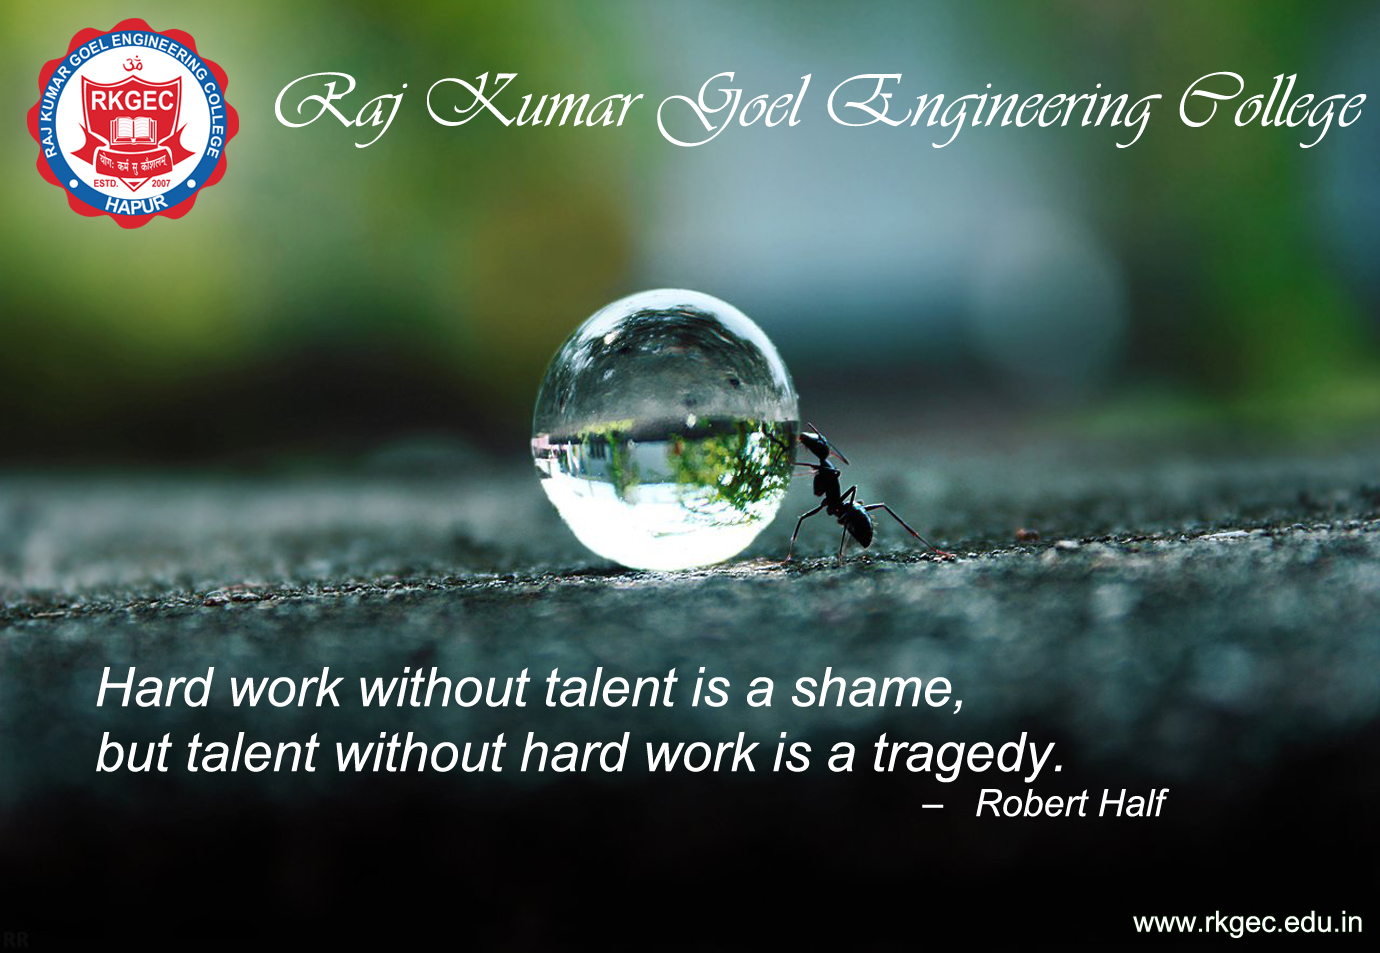 RAJ KUMAR GOEL ENGINEERING COLLEGE
ॐ
RKGEC
योगः कर्म सु कौशलम्
ESTD. 2007
HAPUR
Raj Kumar Goel Engineering College
Hard work without talent is a shame,
but talent without hard work is a tragedy.
– Robert Half
www.rkgec.edu.in
RR